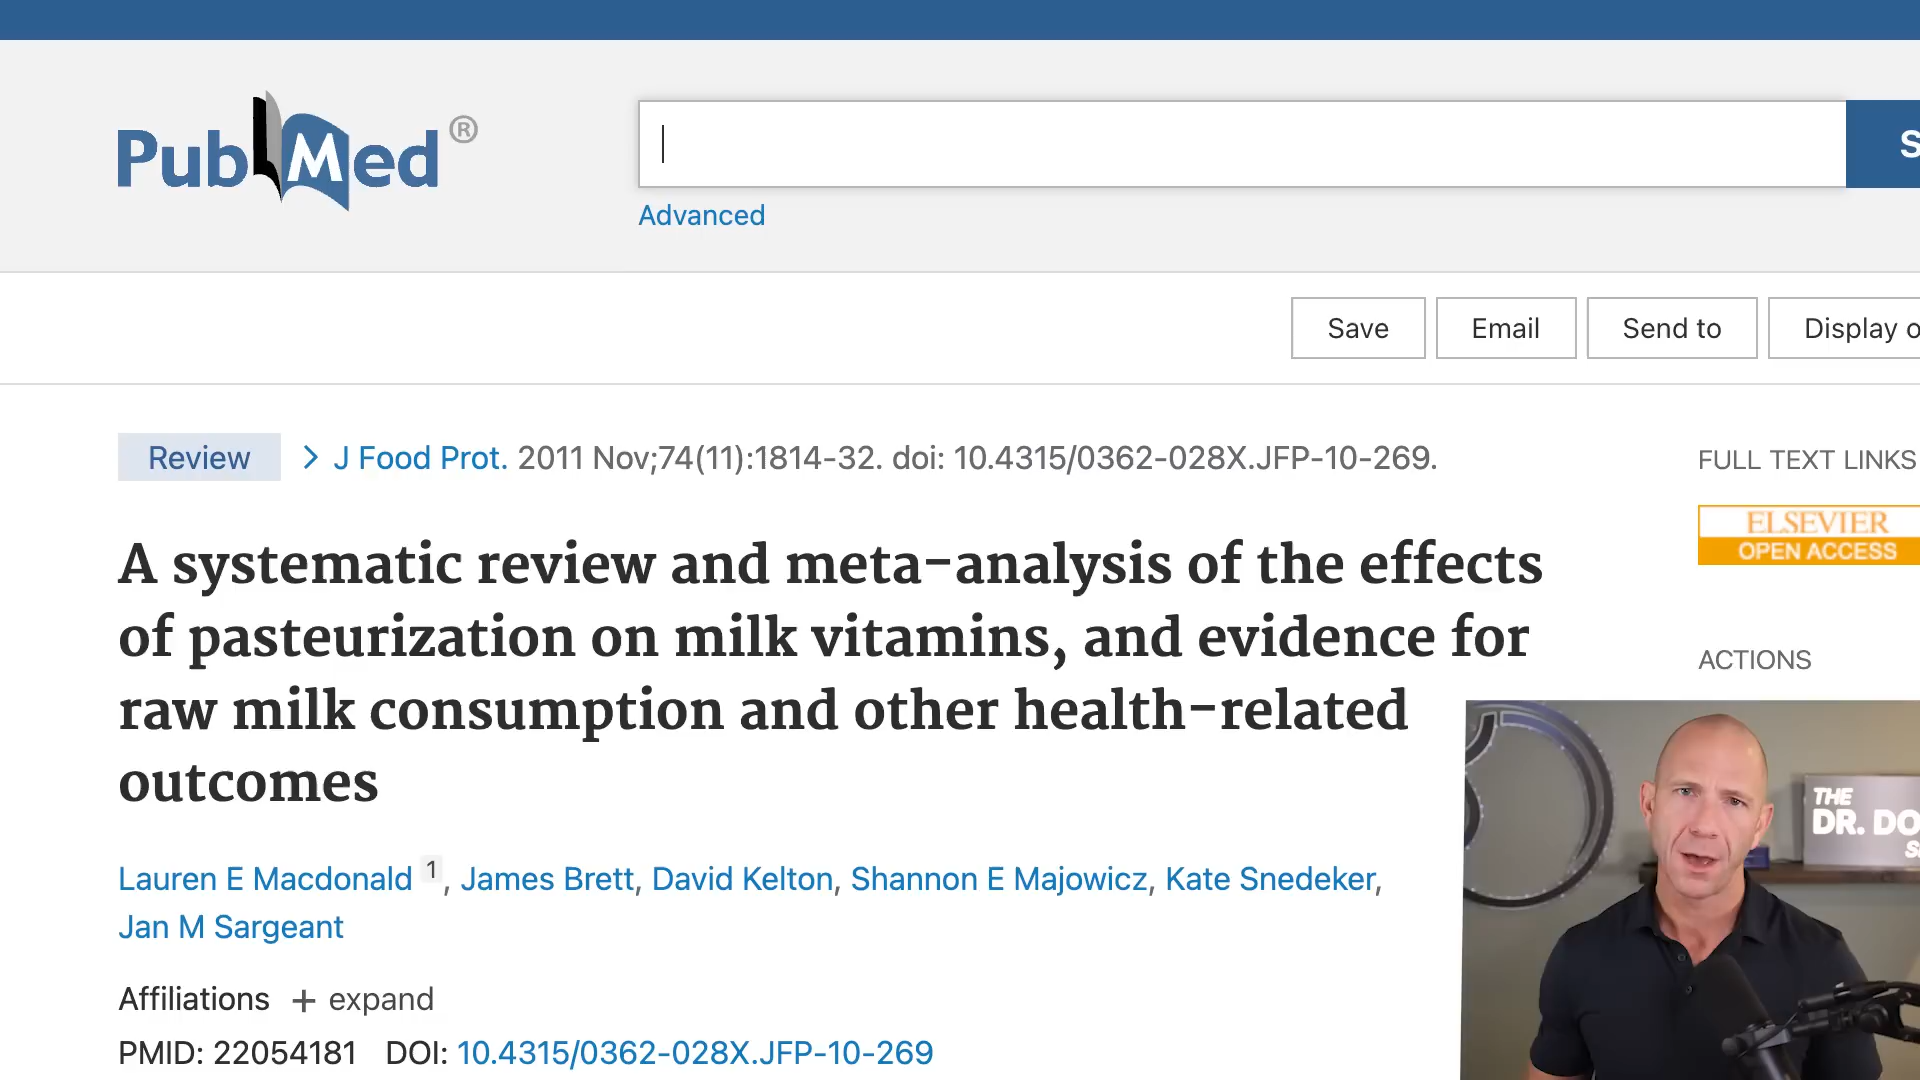 PubMed®
S
Advanced
Save
Email
Send to
Display o
Review
J Food Prot. 2011 Nov;74(11):1814-32. doi: 10.4315/0362-028X.JFP-10-269.
A systematic review and meta-analysis of the effects
of pasteurization on milk vitamins, and evidence for
raw milk consumption and other health-related
outcomes
Lauren E Macdonald 1, James Brett, David Kelton, Shannon E Majowicz, Kate Snedeker,
Jan M Sargeant
Affiliations + expand
PMID: 22054181 DOI: 10.4315/0362-028X.JFP-10-269
FULL TEXT LINKS
ELSEVIER
OPEN ACCESS
ACTIONS
THE
DR. DO
S